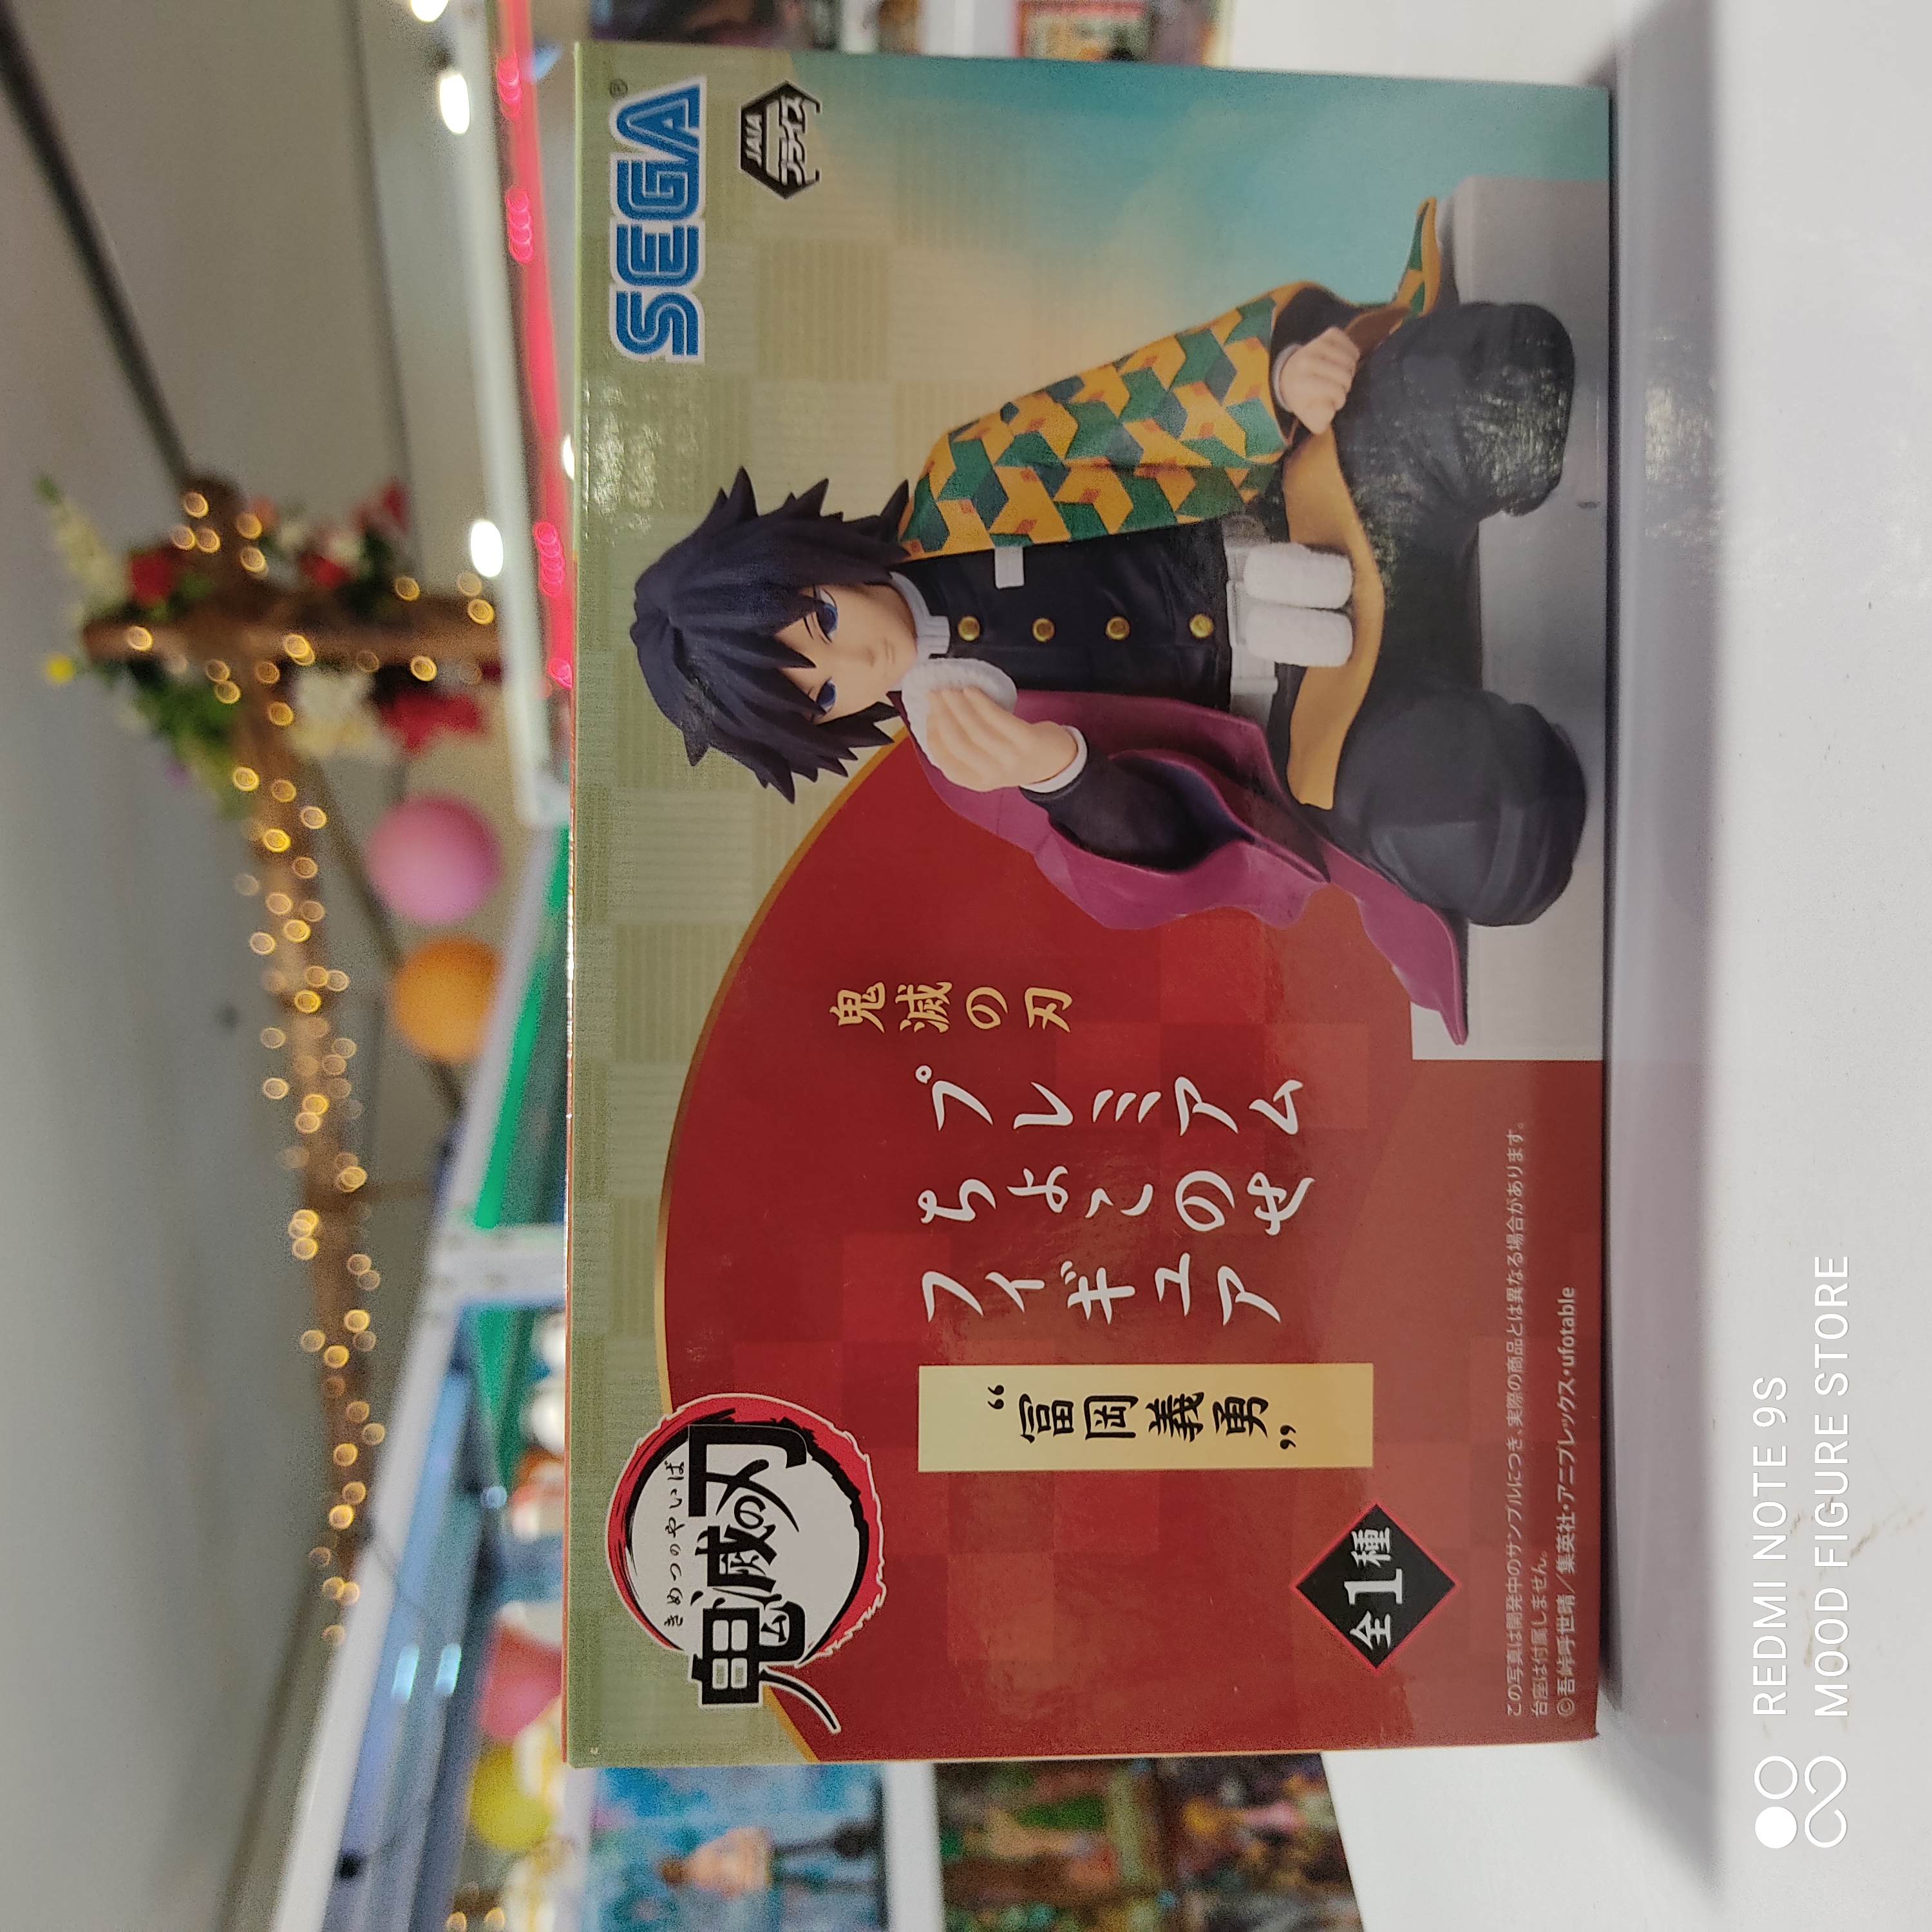 SEGA®
JAIA
プライズ
きめつのやいば
鬼滅の刃
鬼滅の刃
プレミアム
ちょこのせ
フィギュア
“冨岡義勇”
全1種
この写真は開発中のサンプルにつき、実際の商品とは異なる場合があります。
台座は付属しません。
©吾峠呼世晴／集英社・アニプレックス・ufotable
REDMI NOTE 9S
MOOD FIGURE STORE